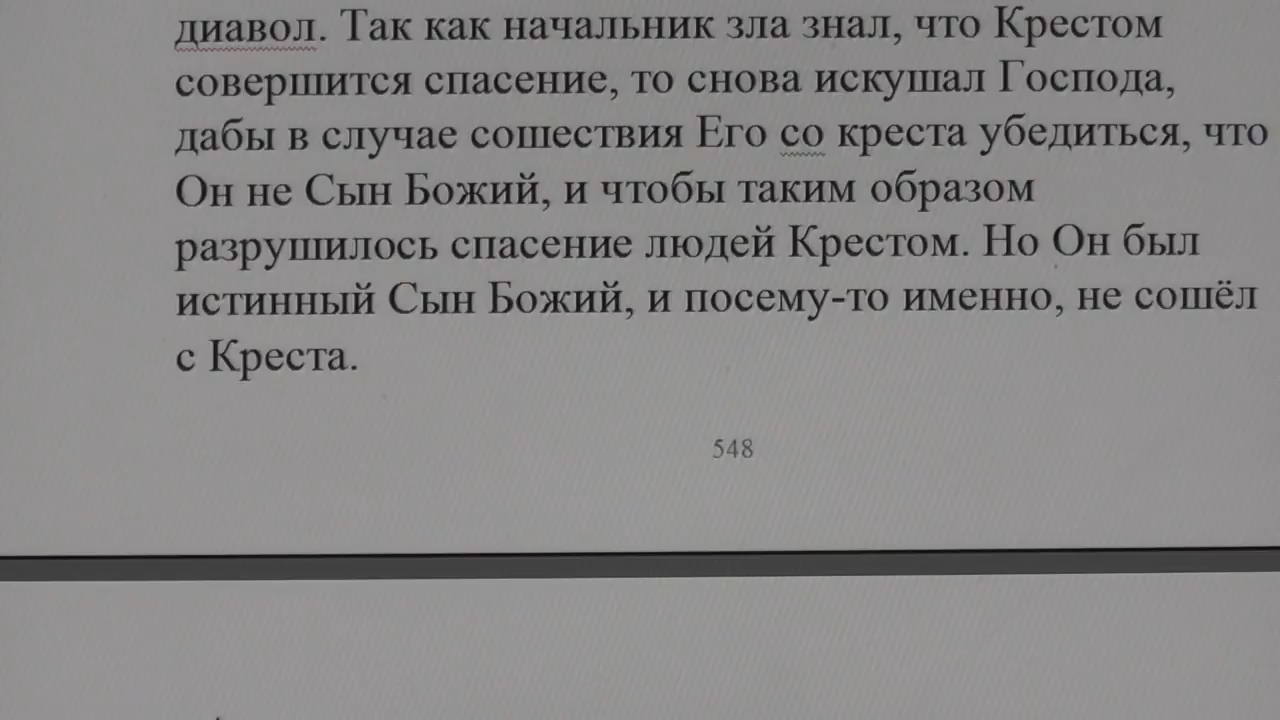 диавол. Так как начальник зла знал, что Крестом
совершится спасение, то снова искушал Господа,
дабы в случае сошествия Его со креста убедиться, что
Он не Сын Божий, и чтобы таким образом
разрушилось спасение людей Крестом. Но Он был
истинный Сын Божий, и посему-то именно, не сошёл
с Креста.
548